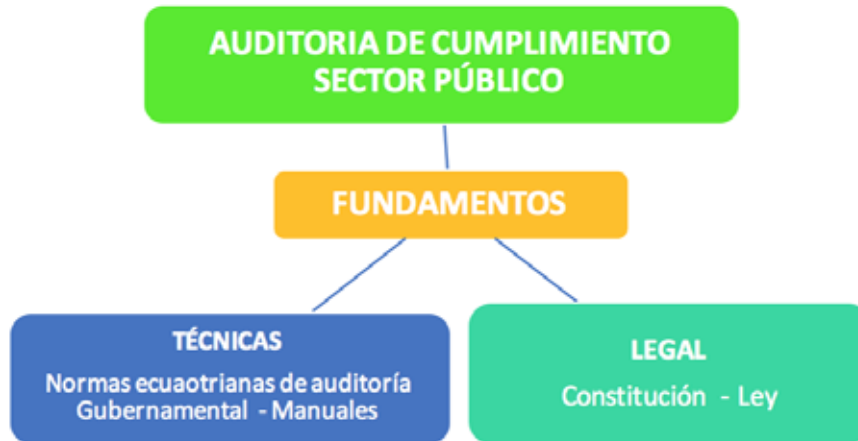 AUDITORIA DE CUMPLIMIENTO
SECTOR PÚBLICO
FUNDAMENTOS
TÉCNICAS
Normas ecuaotrianas de auditoría
Gubernamental - Manuales
LEGAL
Constitución - Ley